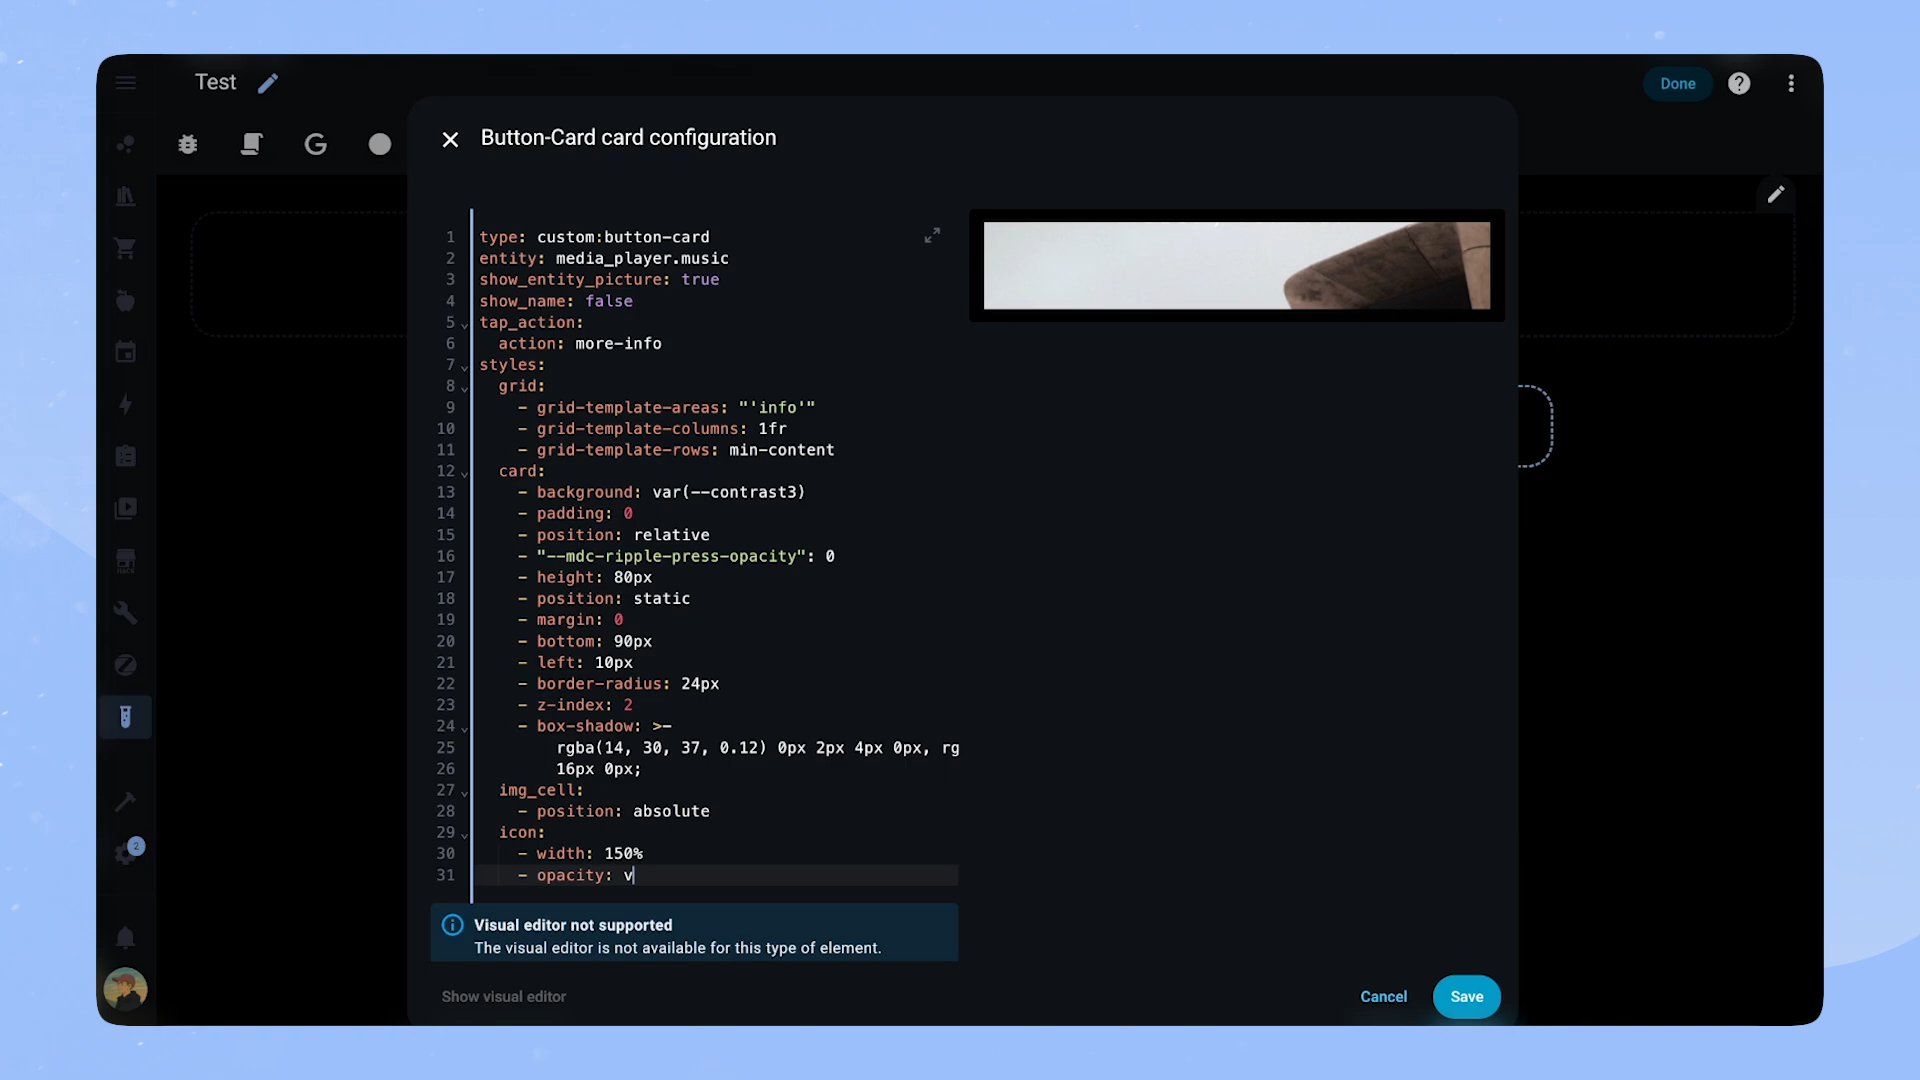 Test
Done
Button-Card card configuration
1 type: custom:button-card
2 entity: media_player.music
3 show_entity_picture: true
4 show_name: false
5 tap_action:
6 action: more-info
7 styles:
8 grid:
9 - grid-template-areas: "'info'"
10 - grid-template-columns: 1fr
11 - grid-template-rows: min-content
12 card:
13 - background: var(--contrast3)
14 - padding: 0
15 - position: relative
16 - "--mdc-ripple-press-opacity": 0
17 - height: 80px
18 - position: static
19 - margin: 0
20 - bottom: 90px
21 - left: 10px
22 - border-radius: 24px
23 - z-index: 2
24 - box-shadow: >-
25 rgba(14, 30, 37, 0.12) 0px 2px 4px 0px, rg
26 16px 0px;
27 img_cell:
28 - position: absolute
29 icon:
30 - width: 150%
31 - opacity: v
HACS
2
Visual editor not supported
The visual editor is not available for this type of element.
Show visual editor
Cancel
Save